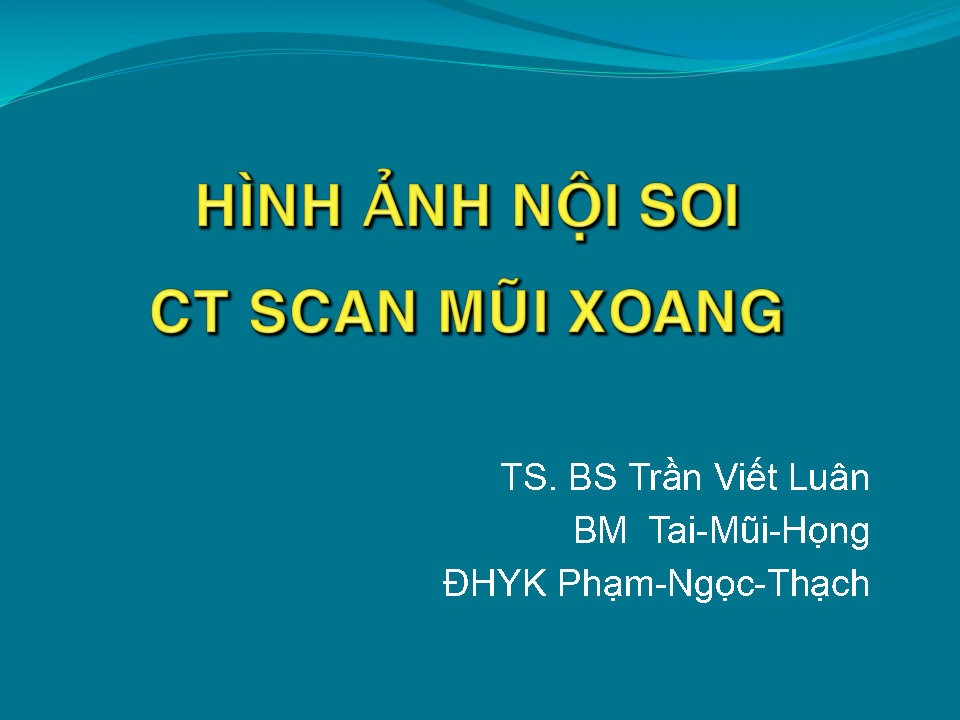 HÌNH ẢNH NỘI SOI
CT SCAN MŨI XOANG
TS. BS Trần Viết Luân
BM  Tai-Mũi-Họng
ĐHYK Phạm-Ngọc-Thạch